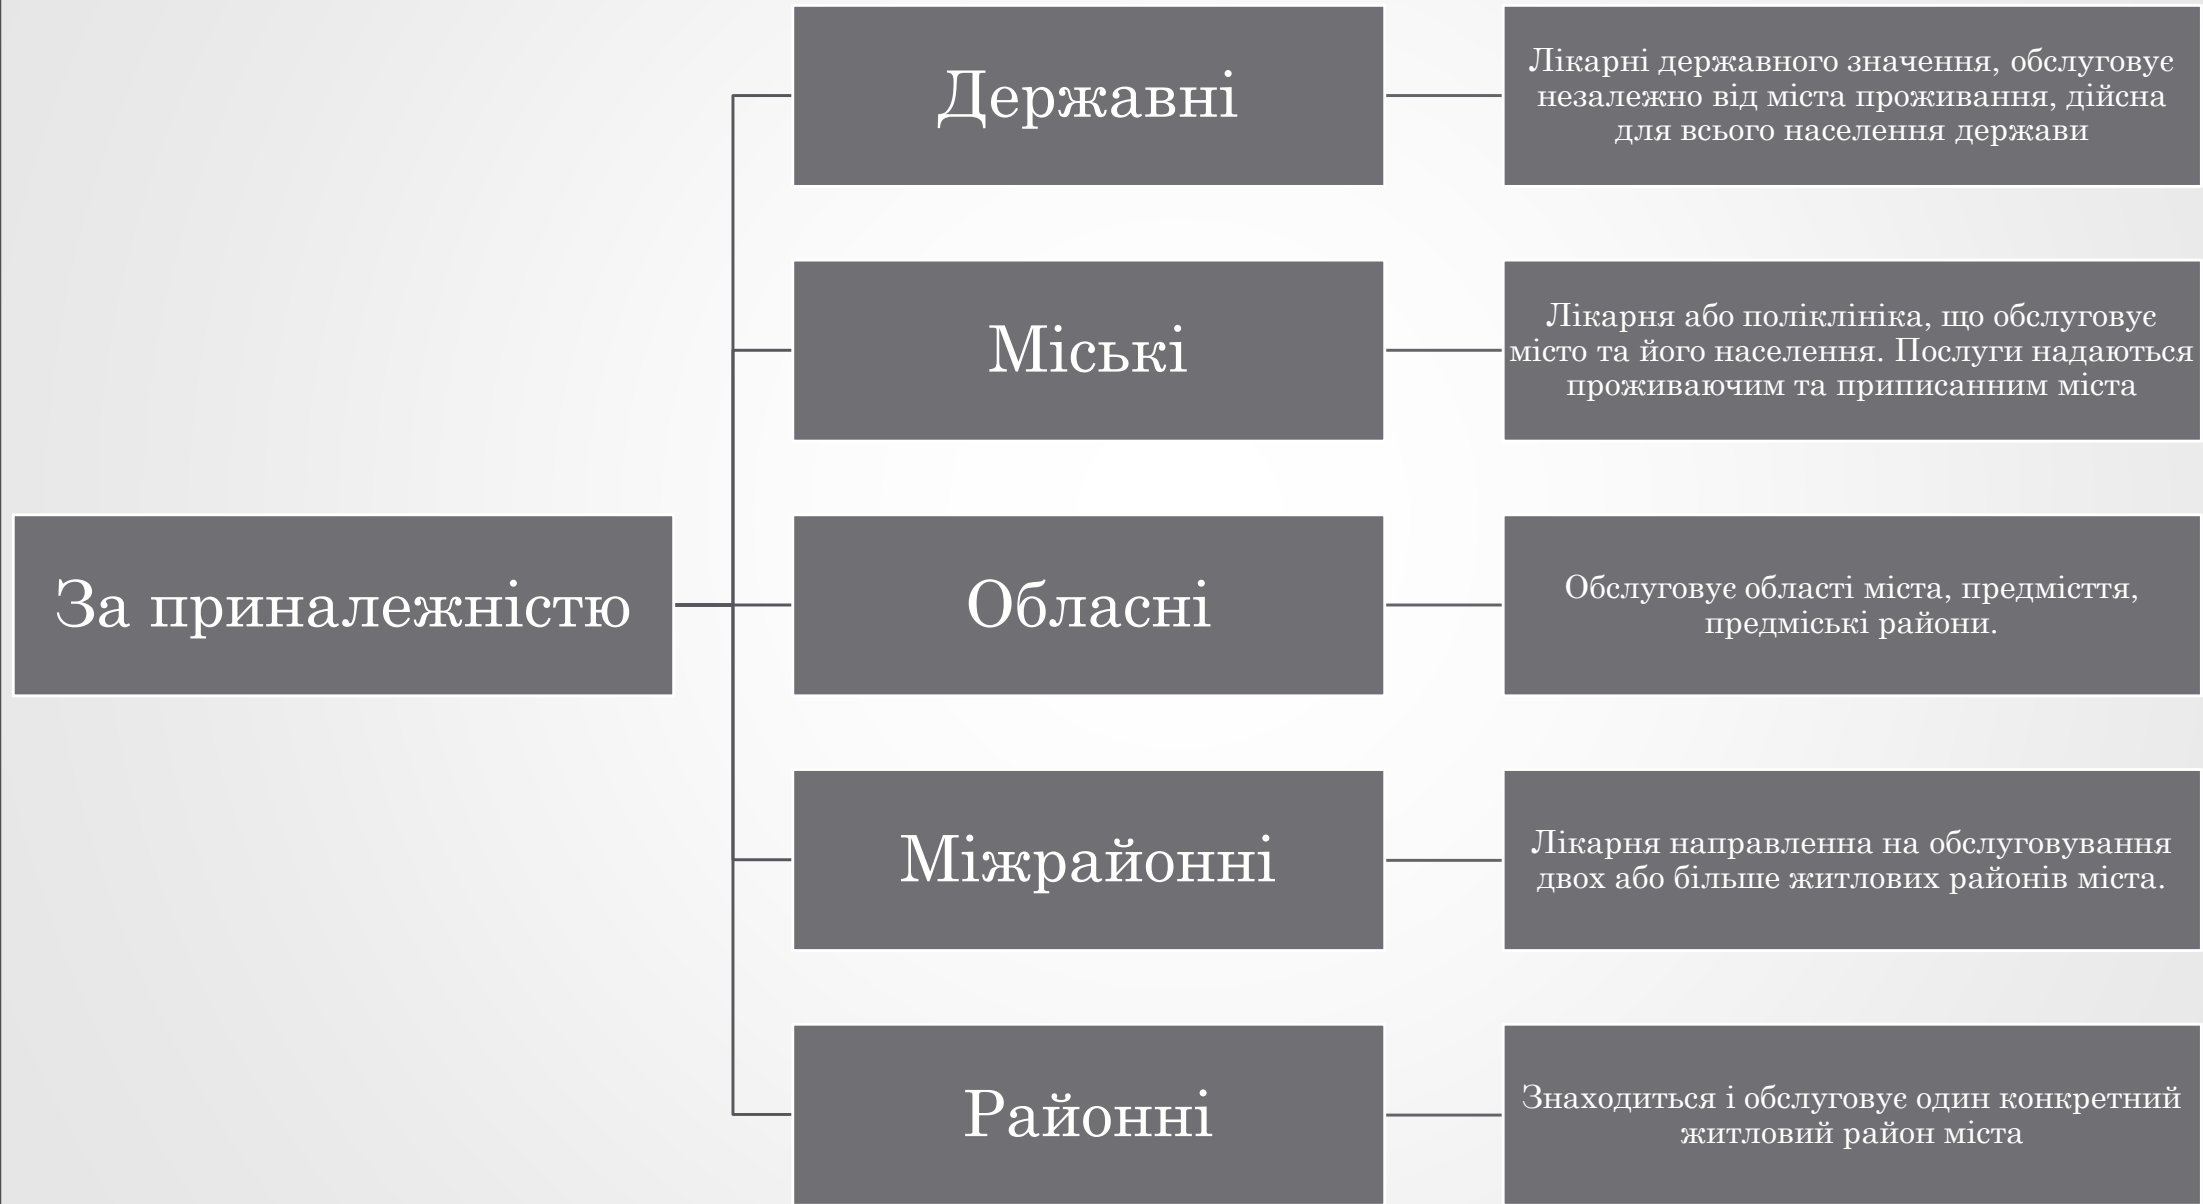 За приналежністю
Державні
Лікарні державного значення, обслуговує
незалежно від міста проживання, дійсна
для всього населення держави
Міські
Лікарня або поліклініка, що обслуговує
місто та його населення. Послуги надаються
проживаючим та приписанним міста
Обласні
Обслуговує області міста, предмісття,
предміські райони.
Міжрайонні
Лікарня направленна на обслуговування
двох або більше житлових районів міста.
Районні
Знаходиться і обслуговує один конкретний
житловий район міста